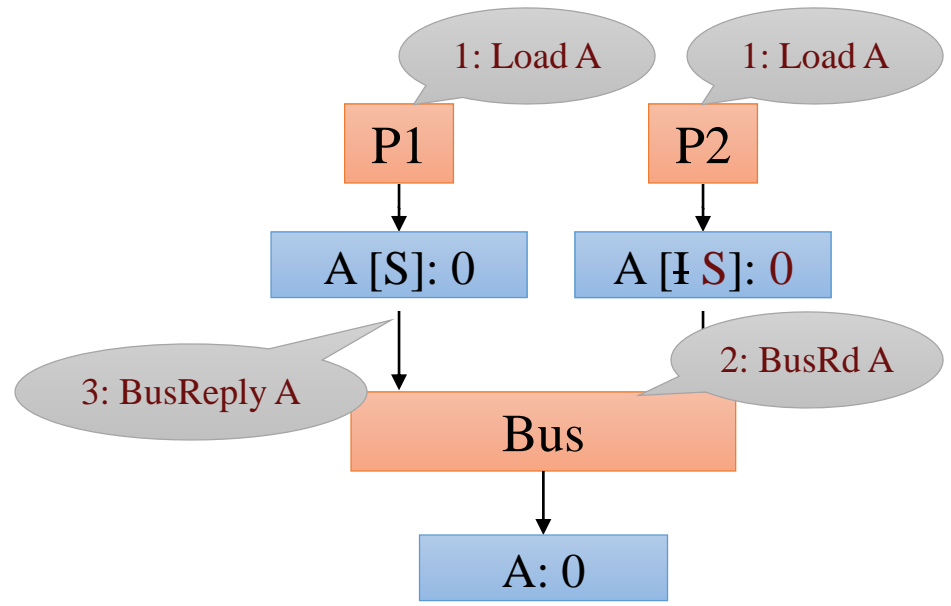 1: Load A
1: Load A
P1
P2
A [S]: 0
A [I S]: 0
3: BusReply A
2: BusRd A
Bus
A: 0